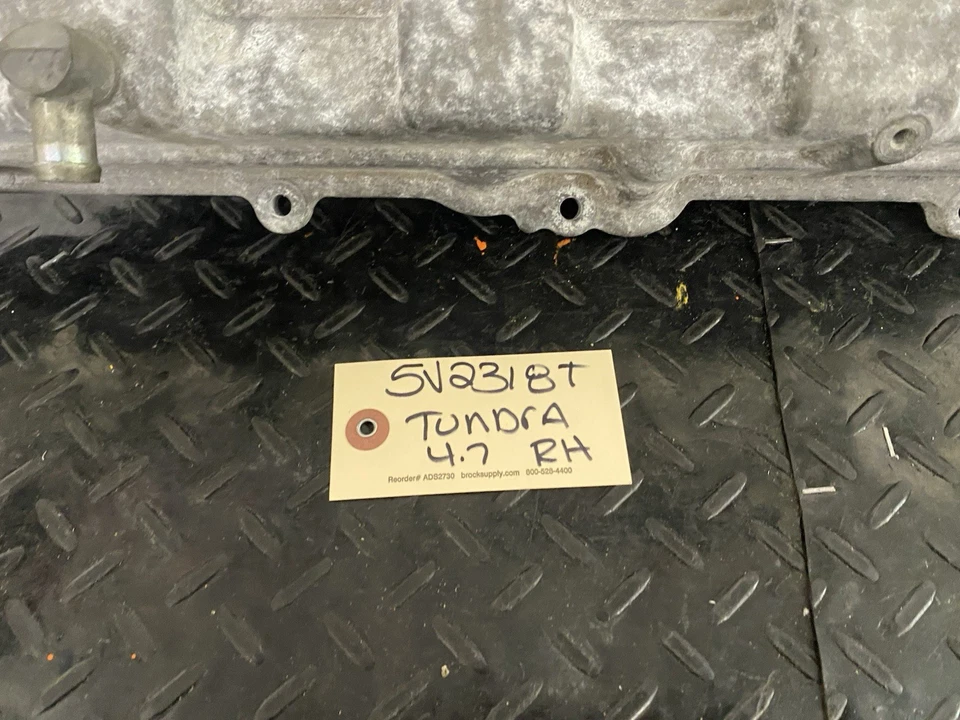 5V2318T
TUNDrA
4.7 RH
Reorder# ADS2730 brocksupply.com 800-528-4400